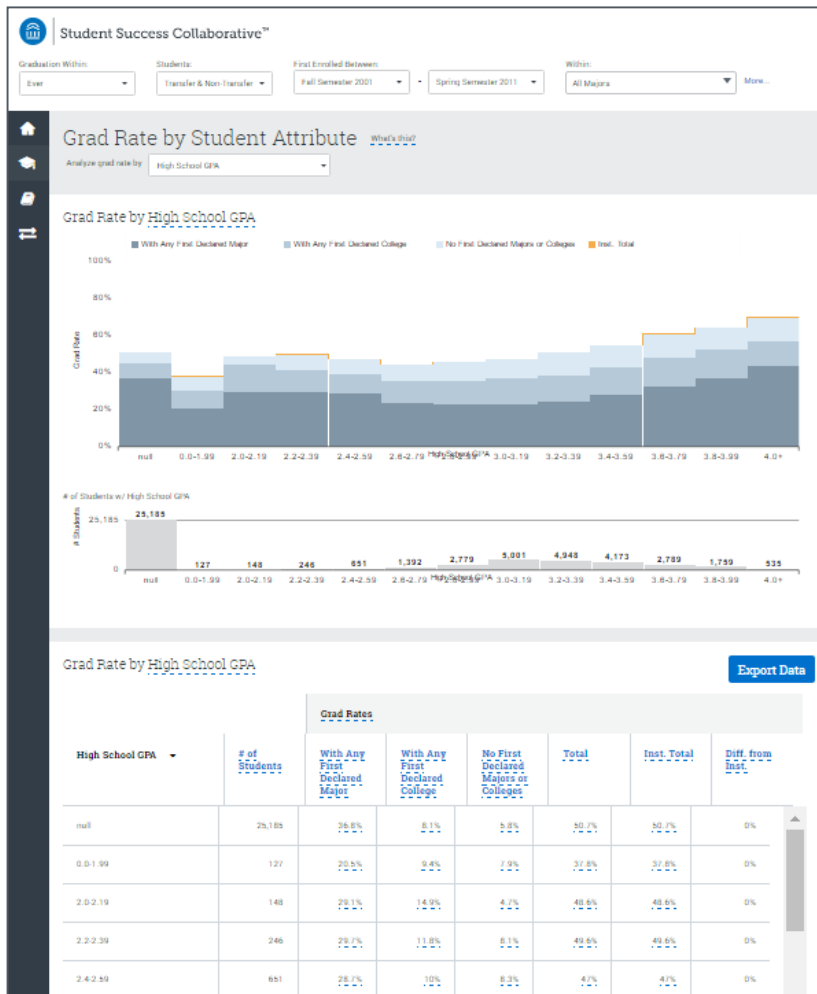 Student Success Collaborative™
Graduation Within: Students: First Enrolled Between: Within:
Ever Transfer & Non-Transfer Fall Semester 2001 - Spring Semester 2011 All Majors More...
Grad Rate by Student Attribute What's this?
Analyze grad rate by High School GPA
Grad Rate by High School GPA
With Any First Declared Major With Any First Declared College No First Declared Majors or Colleges Inst. Total
100%
80%
60%
40%
20%
0%
Grad Rate
null 0.0-1.99 2.0-2.19 2.2-2.39 2.4-2.59 2.6-2.79 3.0-3.19 3.2-3.39 3.4-3.59 3.6-3.79 3.8-3.99 4.0+
High School GPA
# of Students w/ High School GPA
# Students
25,185
0
25,185 127 148 246 651 1,392 2,779 5,001 4,948 4,173 2,789 1,759 535
null 0.0-1.99 2.0-2.19 2.2-2.39 2.4-2.59 2.6-2.79 3.0-3.19 3.2-3.39 3.4-3.59 3.6-3.79 3.8-3.99 4.0+
High School GPA
Grad Rate by High School GPA
Export Data
Grad Rates
High School GPA # of Students With Any First Declared Major With Any First Declared College No First Declared Majors or Colleges Total Inst. Total Diff. from Inst.
null 25,185 36.8% 8.1% 5.8% 50.7% 50.7% 0%
0.0-1.99 127 20.5% 9.4% 7.9% 37.8% 37.8% 0%
2.0-2.19 148 29.1% 14.9% 4.7% 48.6% 48.6% 0%
2.2-2.39 246 29.7% 11.8% 8.1% 49.6% 49.6% 0%
2.4-2.59 651 28.7% 10% 8.3% 47% 47% 0%